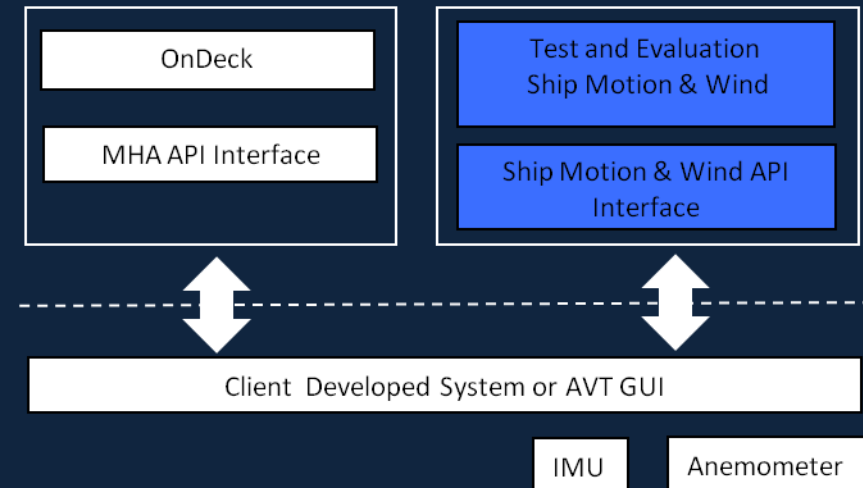 OnDeck
MHA API Interface
Test and Evaluation
Ship Motion & Wind
Ship Motion & Wind API
Interface
Client Developed System or AVT GUI
IMU
Anemometer